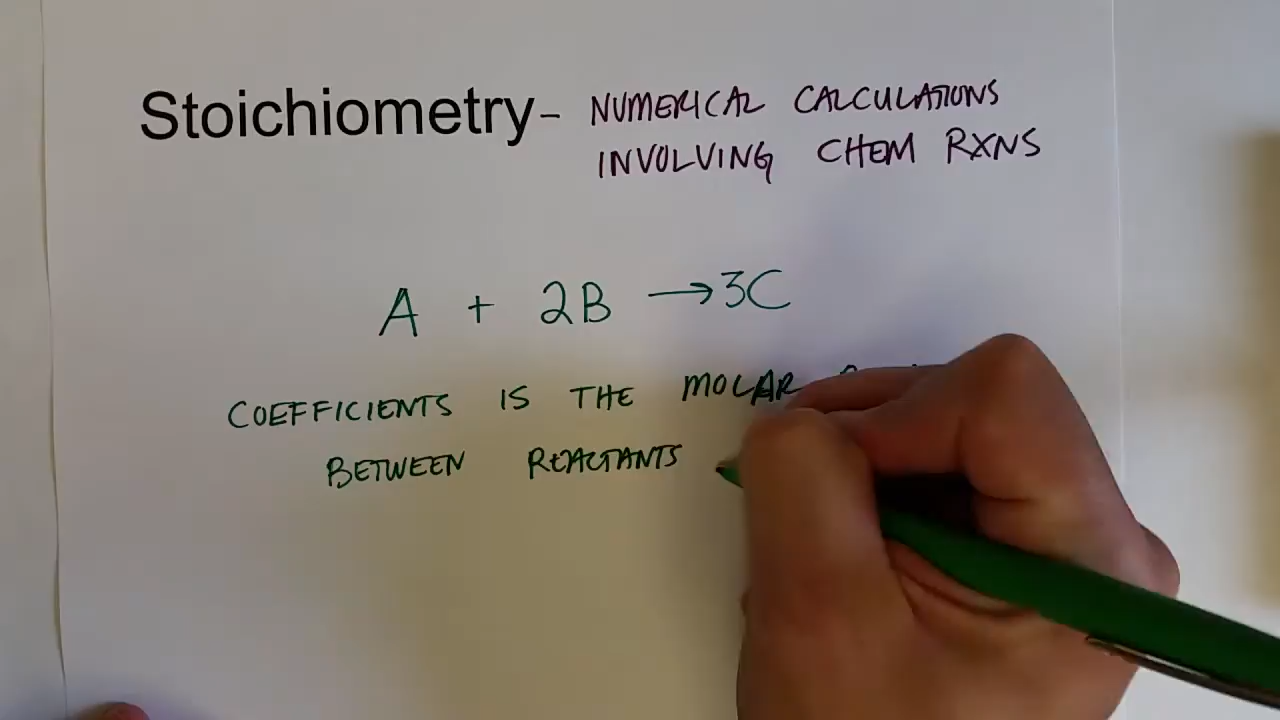 Stoichiometry - NUMERICAL CALCULATIONS
INVOLVING CHEM RXNS
A + 2B → 3C
COEFFICIENTS IS THE MOLAR
BETWEEN REACTANTS